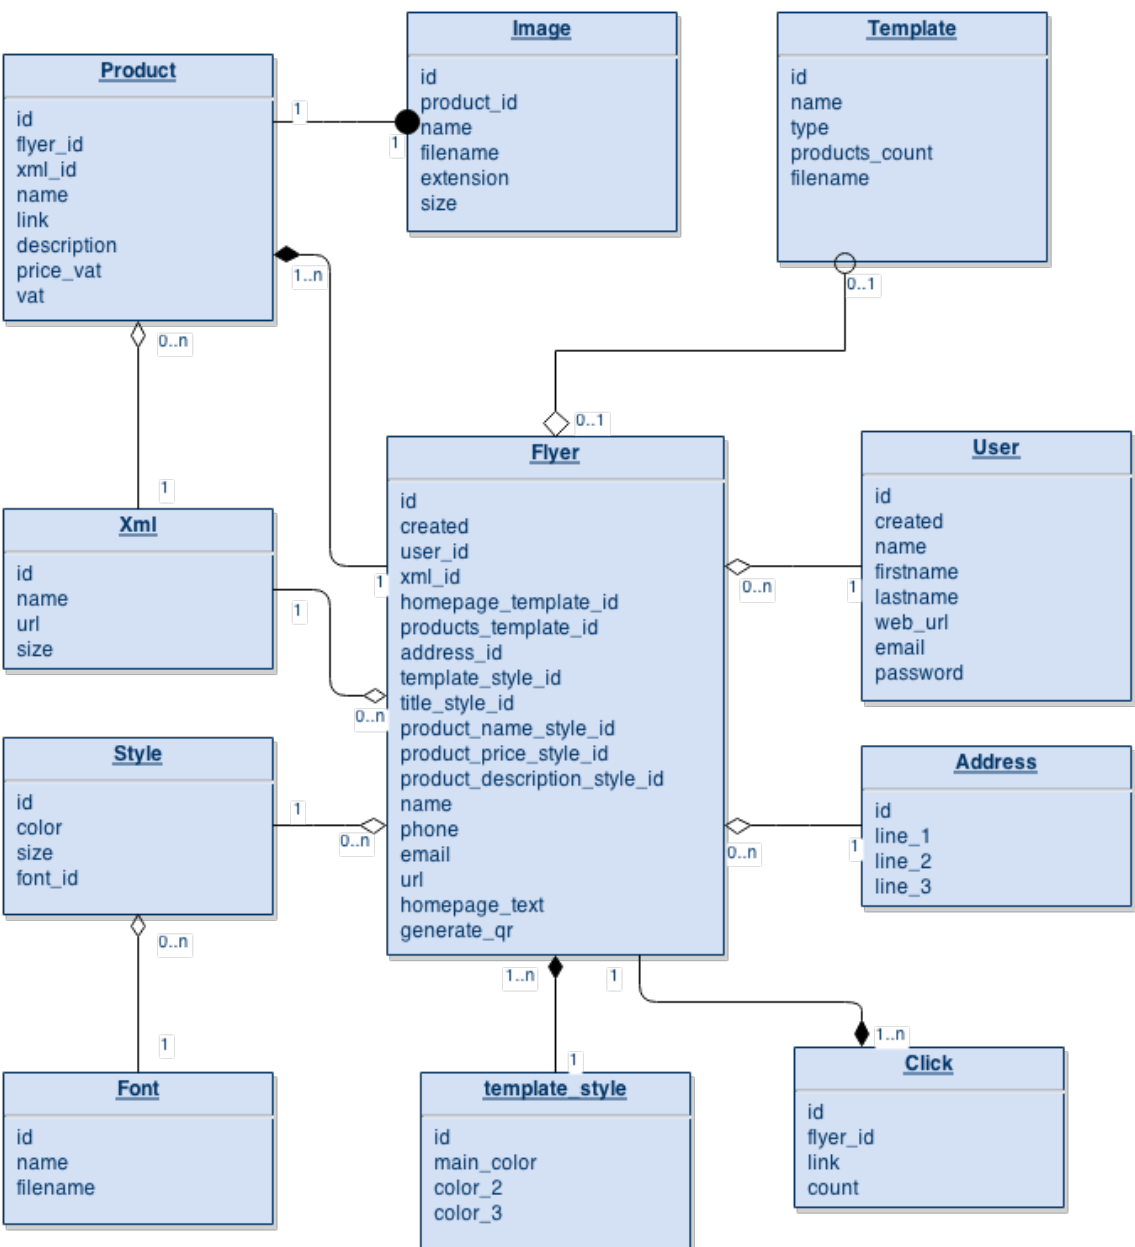 Product
id
flyer_id
xml_id
name
link
description
price_vat
vat
1
1
Image
id
product_id
name
filename
extension
size
Template
id
name
type
products_count
filename
1..n
0..n
0..1
0..1
1
Xml
id
name
url
size
1
1
0..n
Flyer
id
created
user_id
xml_id
homepage_template_id
products_template_id
address_id
template_style_id
title_style_id
product_name_style_id
product_price_style_id
product_description_style_id
name
phone
email
url
homepage_text
generate_qr
User
id
created
name
firstname
lastname
web_url
email
password
0..n
1
Style
id
color
size
font_id
1
0..n
Address
id
line_1
line_2
line_3
0..n
1
0..n
1
Font
id
name
filename
1..n
1
template_style
id
main_color
color_2
color_3
1
1..n
Click
id
flyer_id
link
count